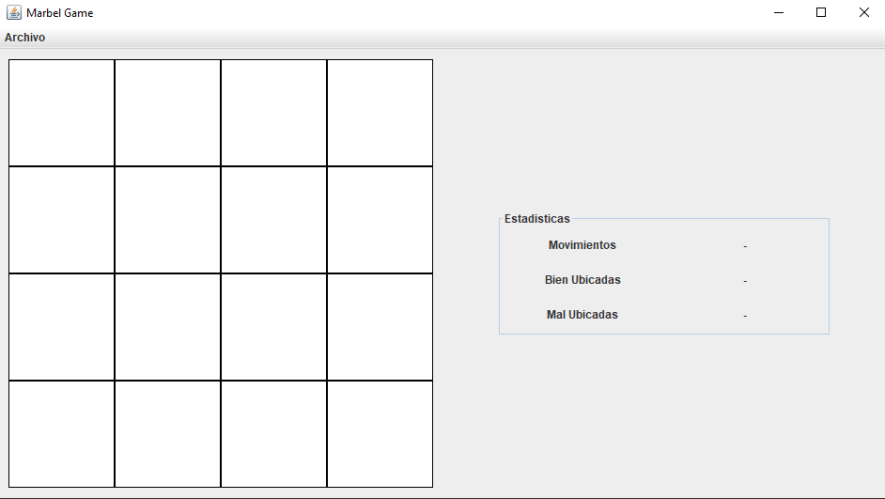 Marbel Game
Archivo
Estadisticas
Movimientos -
Bien Ubicadas -
Mal Ubicadas -